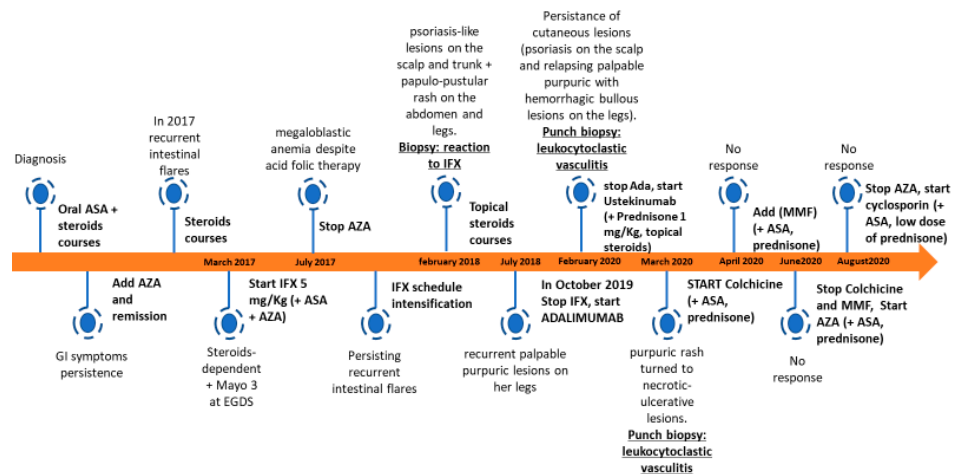 Diagnosis
Oral ASA +
steroids
courses
Add AZA
and
remission
GI symptoms
persistence
In 2017
recurrent
intestinal
flares
Steroids
courses
March 2017
Start IFX 5
mg/Kg (+ ASA
+ AZA)
Steroids-
dependent
+ Mayo 3
at EGDS
megaloblastic
anemia despite
acid folic therapy
Stop AZA
July 2017
IFX schedule
intensification
Persisting
recurrent
intestinal flares
psoriasis-like
lesions on the
scalp and trunk +
papulo-pustular
rash on the
abdomen and
legs.
Biopsy: reaction
to IFX
Topical
steroids
courses
february 2018
July 2018
In October 2019
Stop IFX, start
ADALIMUMAB
recurrent palpable
purpuric lesions on
her legs
Persistance of
cutaneous lesions
(psoriasis on the scalp
and relapsing palpable
purpuric with
hemorrhagic bullous
lesions on the legs).
Punch biopsy:
leukocytoclastic
vasculitis
stop Ada, start
Ustekinumab
(+ Prednisone 1
mg/Kg, topical
steroids)
February 2020
March 2020
START Colchicine
(+ ASA,
prednisone)
purpuric rash
turned to
necrotic-
ulcerative
lesions.
Punch biopsy:
leukocytoclastic
vasculitis
No
response
Add (MMF)
(+ ASA,
prednisone)
April 2020
June2020
Stop Colchicine
and MMF, Start
AZA (+ ASA,
prednisone)
No
response
No
response
Stop AZA, start
cyclosporin (+
ASA, low dose
of prednisone)
August2020